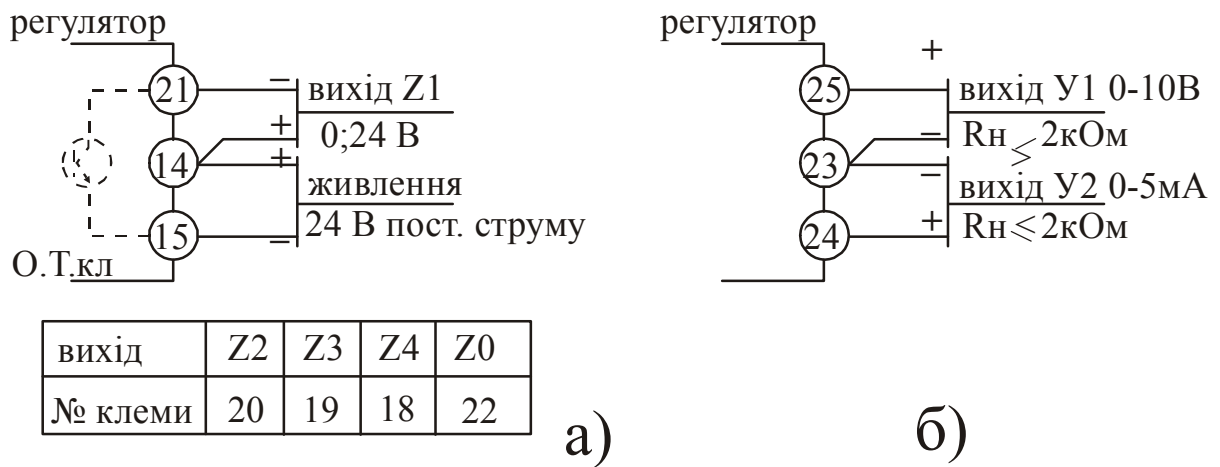 регулятор
21
−
вихід Z1
+
0;24 В
14
+
живлення
24 В пост. струму
15
−
О.Т.кл
вихід Z2 Z3 Z4 Z0
№ клеми 20 19 18 22
а)
регулятор
+
25
вихід У1 0-10В
−
Rн > 2кОм
23
−
вихід У2 0-5мА
24
+
Rн ⩽ 2кОм
б)